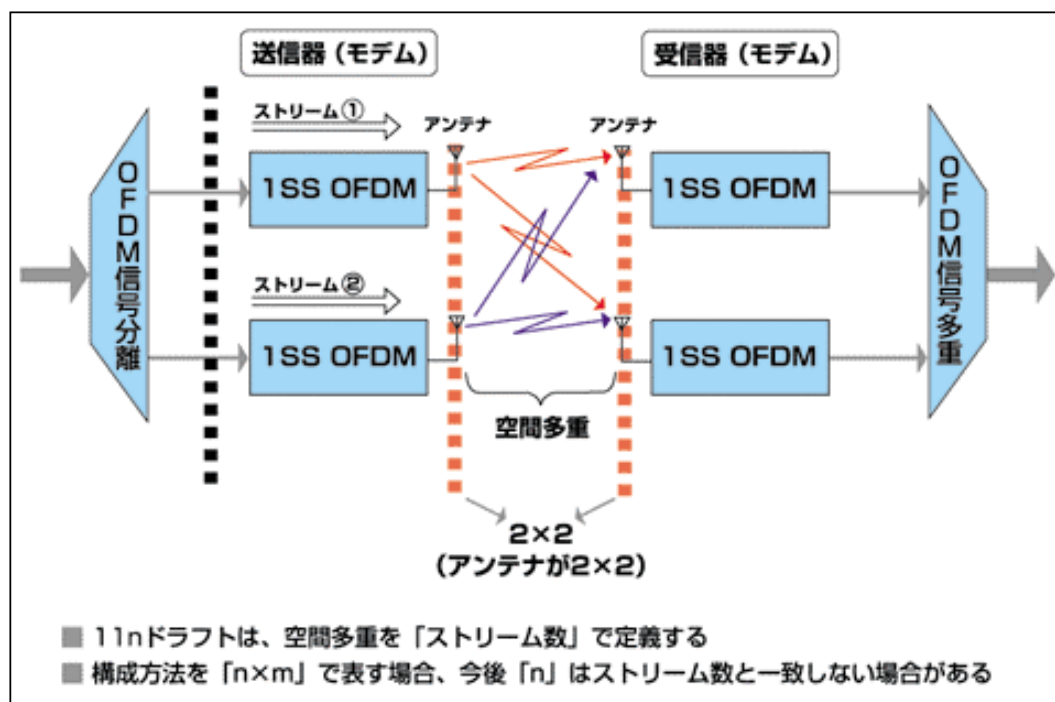 送信器（モデム）
受信器（モデム）
ストリーム①
アンテナ
アンテナ
OFDM信号分離
1SS OFDM
1SS OFDM
OFDM信号多重
ストリーム②
1SS OFDM
1SS OFDM
空間多重
2×2
（アンテナが2×2）
11nドラフトは、空間多重を「ストリーム数」で定義する
構成方法を「n×m」で表す場合、今後「n」はストリーム数と一致しない場合がある